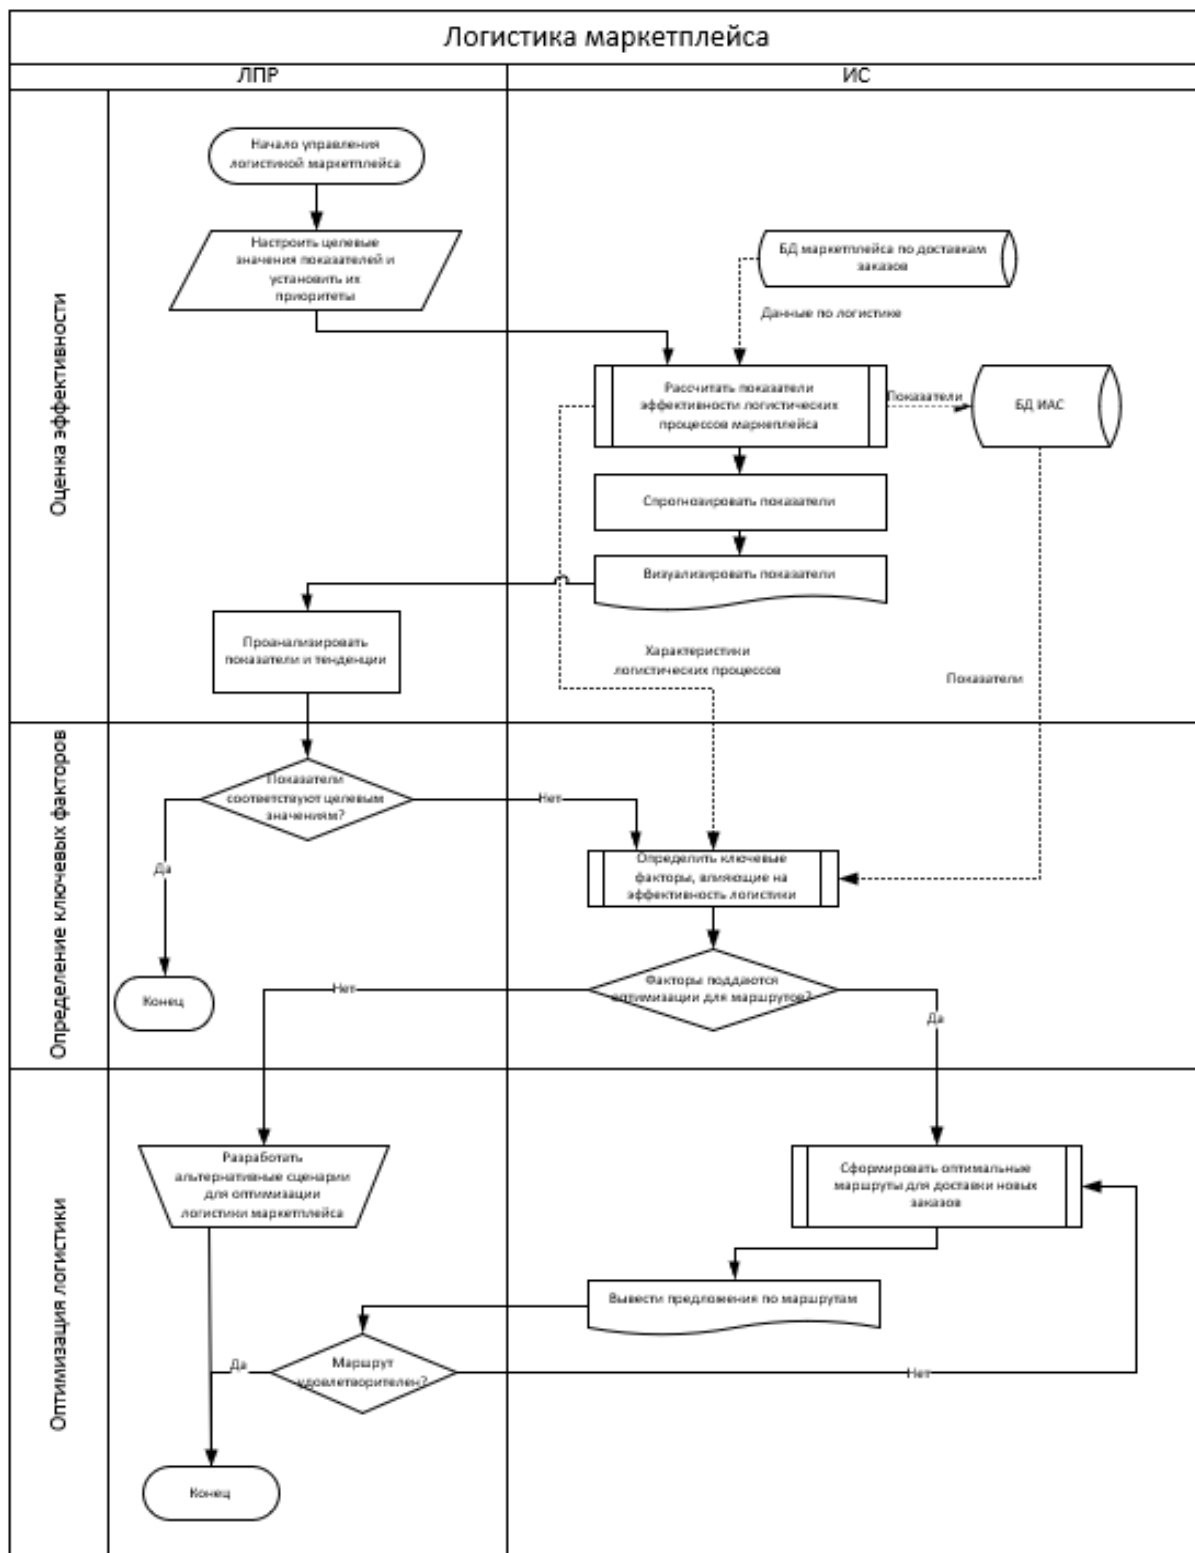 Логистика маркетплейса
ЛПР
ИС
Оценка эффективности
Начало управления
логистикой маркетплейса
Настроить целевые
значения показателей и
установить их
приоритеты
БД маркетплейса по доставкам
заказов
Данные по логистике
Рассчитать показатели
эффективности логистических
процессов маркеплейса
Показатели
БД ИАС
Спрогнозировать показатели
Визуализировать показатели
Проанализировать
показатели и тенденции
Характеристики
логистических процессов
Показатели
Определение ключевых факторов
Показатели
соответствуют целевым
значениям?
Нет
Да
Определить ключевые
факторы, влияющие на
эффективность логистики
Факторы поддаются
оптимизации для маршрутов?
Нет
Да
Конец
Оптимизация логистики
Разработать
альтернативные сценарии
для оптимизации
логистики маркетплейса
Сформировать оптимальные
маршруты для доставки новых
заказов
Вывести предложения по маршрутам
Маршрут
удовлетворителен?
Да
Нет
Конец